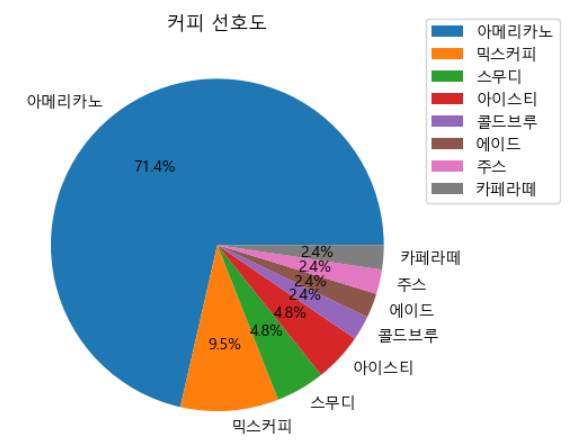 커피 선호도
아메리카노
믹스커피
스무디
아이스티
콜드브루
에이드
주스
카페라떼
아메리카노
71.4%
2.4%
카페라떼
2.4%
주스
2.4%
에이드
2.4%
콜드브루
4.8%
아이스티
4.8%
스무디
9.5%
믹스커피